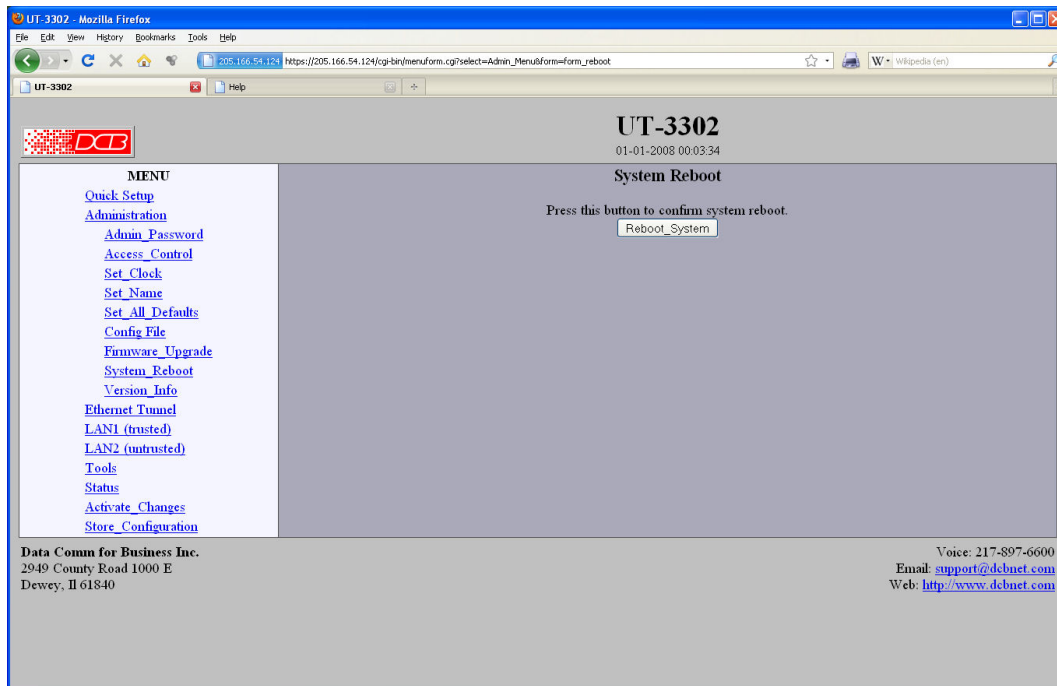 UT-3302 - Mozilla Firefox
File Edit View History Bookmarks Tools Help
205.166.54.124 https://205.166.54.124/cgi-bin/menuform.cgi?select=Admin_Menu&form=form_reboot
W Wikipedia (en)
UT-3302
Help
DCB
UT-3302
01-01-2008 00:03:34
MENU
Quick Setup
Administration
Admin_Password
Access_Control
Set_Clock
Set_Name
Set_All_Defaults
Config File
Firmware_Upgrade
System_Reboot
Version_Info
Ethernet Tunnel
LAN1 (trusted)
LAN2 (untrusted)
Tools
Status
Activate_Changes
Store_Configuration
System Reboot
Press this button to confirm system reboot.
Reboot_System
Data Comm for Business Inc.
2949 County Road 1000 E
Dewey, Il 61840
Voice: 217-897-6600
Email: support@dcbnet.com
Web: http://www.dcbnet.com